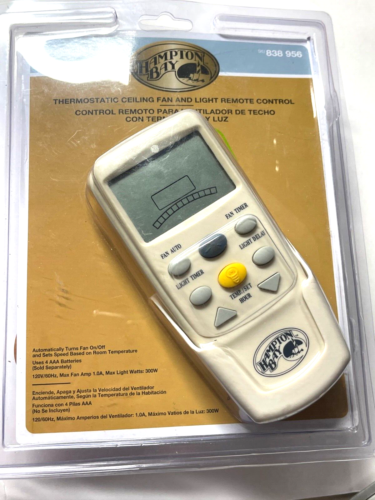 HAMPTON BAY
838 956
THERMOSTATIC CEILING FAN AND LIGHT REMOTE CONTROL
CONTROL REMOTO PARA VENTILADOR DE TECHO
CON Y LUZ
FAN AUTO
FAN TIMER
LIGHT TIMER
LIGHT DELAY
TEMP. SET
HOUR
HAMPTON BAY
Automatically Turns Fan On/Off
and Sets Speed Based on Room Temperature
Uses 4 AAA Batteries
(Sold Separately)
120V/60Hz, Max Fan Amp: 1.0A, Max Light Watts: 300W
Enciende, Apaga y Ajusta la Velocidad del Ventilador
Automáticamente, Según la Temperatura de la Habitación
Funciona con 4 Pilas AAA
(No Se Incluyen)
120/60Hz, Máximo Amperios del Ventilador: 1.0A, Máximo Vatios de la Luz: 300W